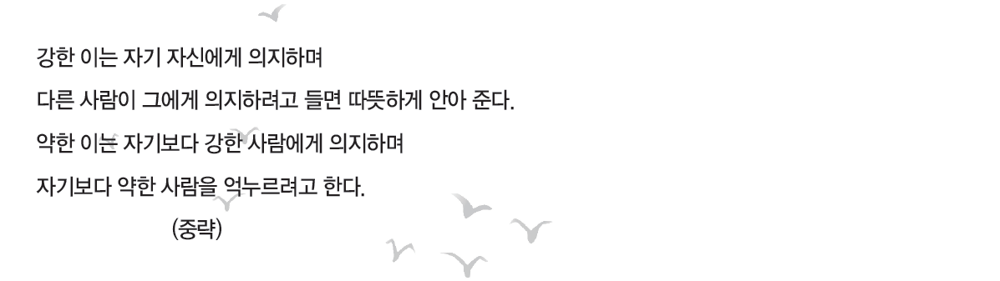 강한 이는 자기 자신에게 의지하며
다른 사람이 그에게 의지하려고 들면 따뜻하게 안아 준다.
약한 이는 자기보다 강한 사람에게 의지하며
자기보다 약한 사람을 억누르려고 한다.
(중략)